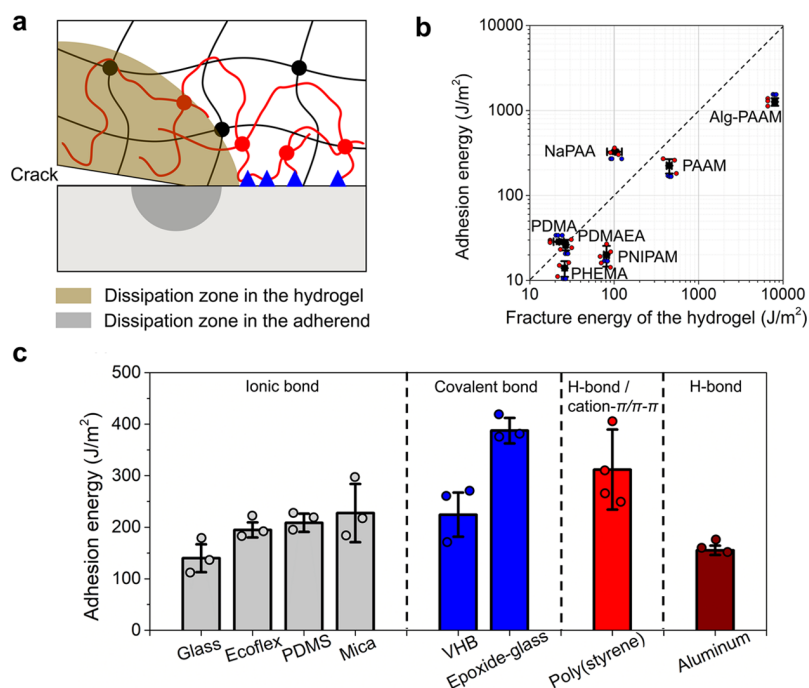 a
Crack
Dissipation zone in the hydrogel
Dissipation zone in the adherend
b
Adhesion energy (J/m²)
10000
1000
100
10
Alg-PAAM
NaPAA
PAAM
PDMA
PDMAEA
PNIPAM
PHEMA
10 100 1000 10000
Fracture energy of the hydrogel (J/m²)
c
Adhesion energy (J/m²)
500
400
300
200
100
0
Ionic bond
Covalent bond
H-bond /
cation-π/π-π
H-bond
Glass
Ecoflex
PDMS
Mica
VHB
Epoxide-glass
Poly(styrene)
Aluminum